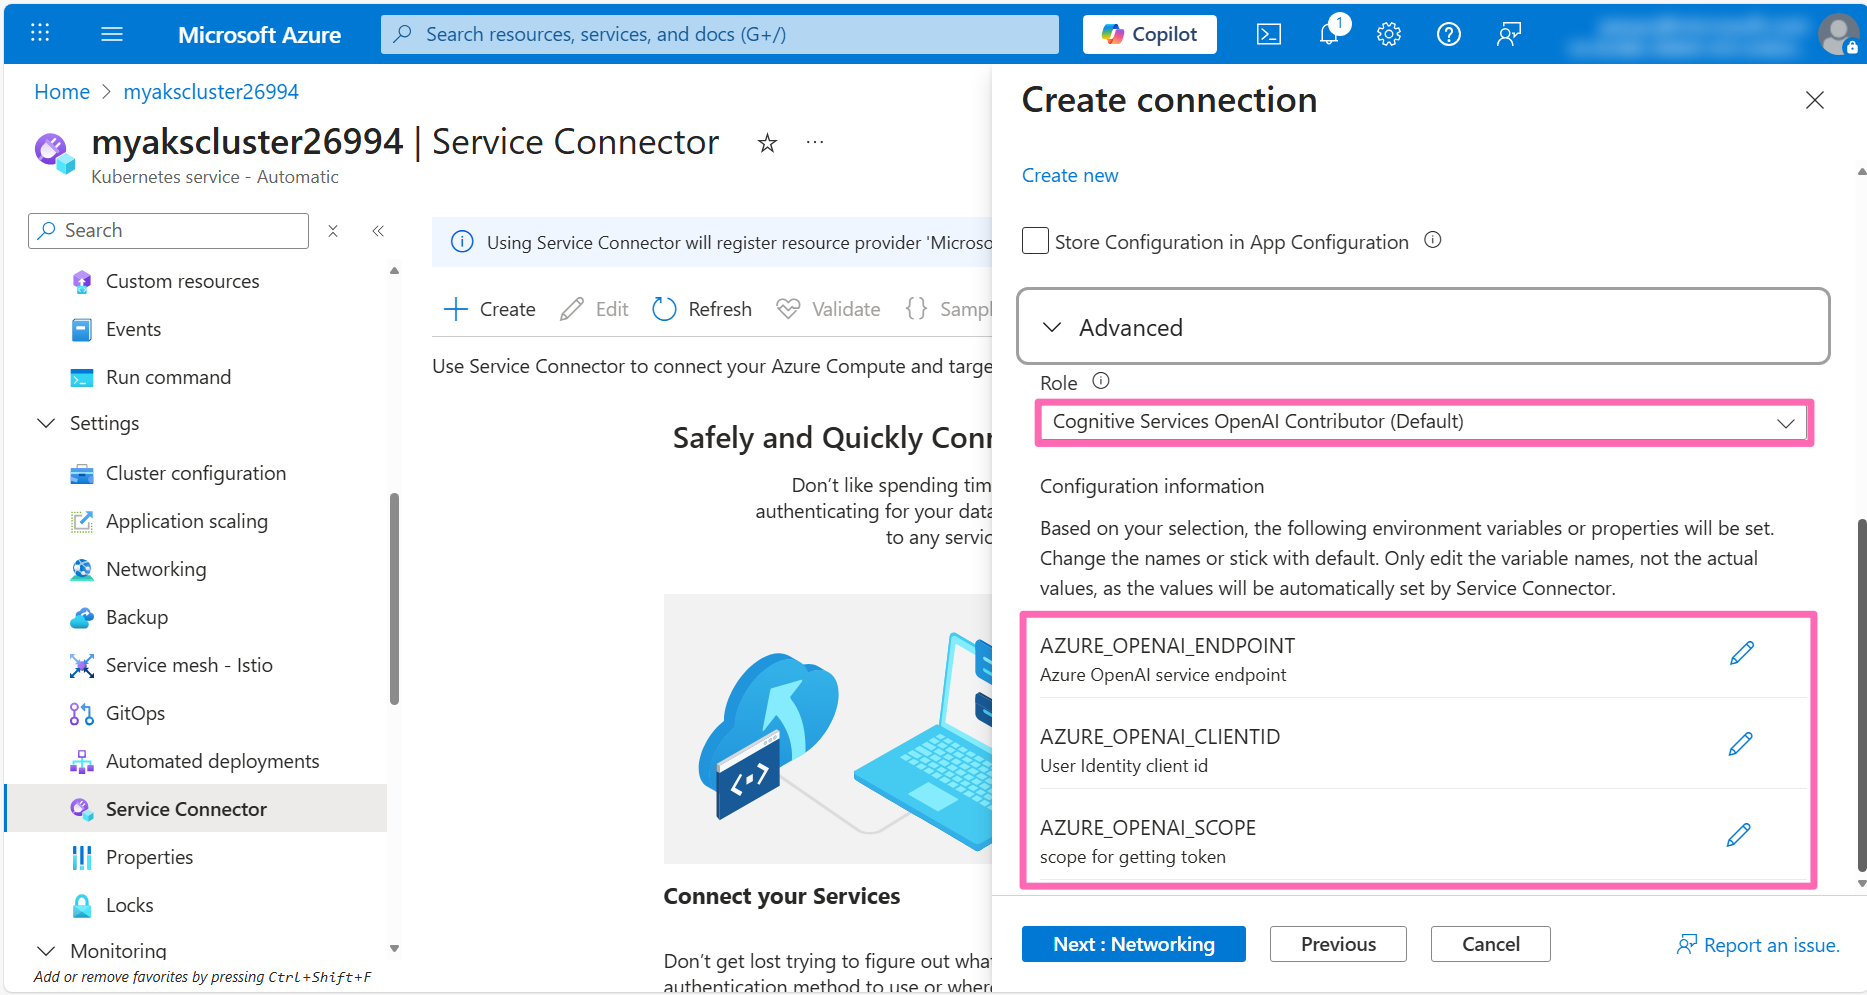 Microsoft Azure
Search resources, services, and docs (G+/)
Copilot
1
Home
myakscluster26994
myakscluster26994 | Service Connector
Kubernetes service - Automatic
Search
Custom resources
Events
Run command
Settings
Cluster configuration
Application scaling
Networking
Backup
Service mesh - Istio
GitOps
Automated deployments
Service Connector
Properties
Locks
Monitoring
Add or remove favorites by pressing Ctrl+Shift+F
Using Service Connector will register resource provider 'Microso
Create
Edit
Refresh
Validate
Sampl
Use Service Connector to connect your Azure Compute and targe
Safely and Quickly Conn
Don't like spending tim
authenticating for your data
to any servic
Connect your Services
Don't get lost trying to figure out what
authentication method to use or where
Create connection
Create new
Store Configuration in App Configuration
Advanced
Role
Cognitive Services OpenAI Contributor (Default)
Configuration information
Based on your selection, the following environment variables or properties will be set.
Change the names or stick with default. Only edit the variable names, not the actual
values, as the values will be automatically set by Service Connector.
AZURE_OPENAI_ENDPOINT
Azure OpenAI service endpoint
AZURE_OPENAI_CLIENTID
User Identity client id
AZURE_OPENAI_SCOPE
scope for getting token
Next : Networking
Previous
Cancel
Report an issue.